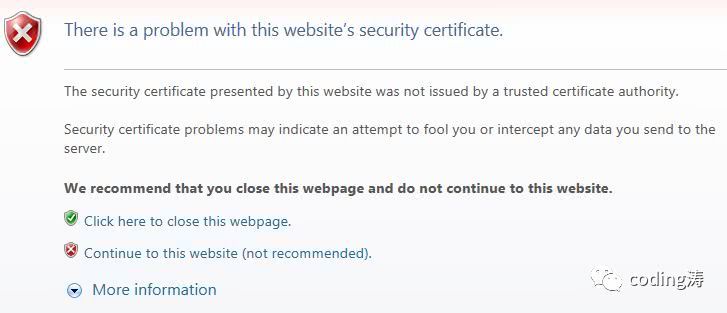 There is a problem with this website's security certificate.
The security certificate presented by this website was not issued by a trusted certificate authority.
Security certificate problems may indicate an attempt to fool you or intercept any data you send to the
server.
We recommend that you close this webpage and do not continue to this website.
Click here to close this webpage.
Continue to this website (not recommended).
More information
coding涛